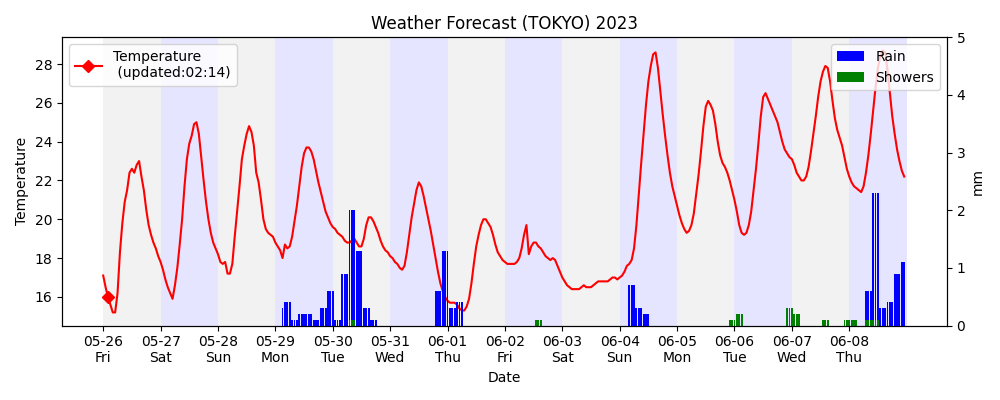 Weather Forecast (TOKYO) 2023
Temperature
(updated:02:14)
Rain
Showers
Temperature
28
26
24
22
20
18
16
5
4
3
2
1
0
mm
05-26 05-27 05-28 05-29 05-30 05-31 06-01 06-02 06-03 06-04 06-05 06-06 06-07 06-08
Fri Sat Sun Mon Tue Wed Thu Fri Sat Sun Mon Tue Wed Thu
Date